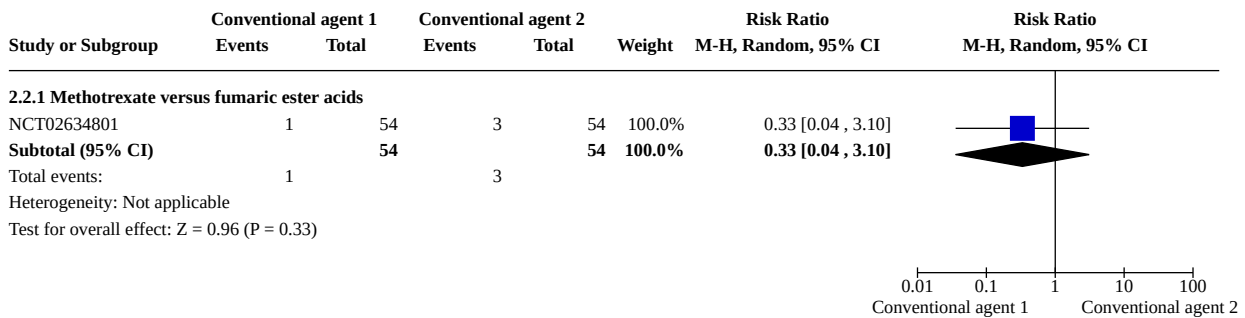 Conventional agent 1 Conventional agent 2 Risk Ratio Risk Ratio
Study or Subgroup Events Total Events Total Weight M-H, Random, 95% CI M-H, Random, 95% CI
2.2.1 Methotrexate versus fumaric ester acids
NCT02634801 1 54 3 54 100.0% 0.33 [0.04 , 3.10]
Subtotal (95% CI) 54 54 100.0% 0.33 [0.04 , 3.10]
Total events: 1 3
Heterogeneity: Not applicable
Test for overall effect: Z = 0.96 (P = 0.33)
0.01 0.1 1 10 100
Conventional agent 1 Conventional agent 2